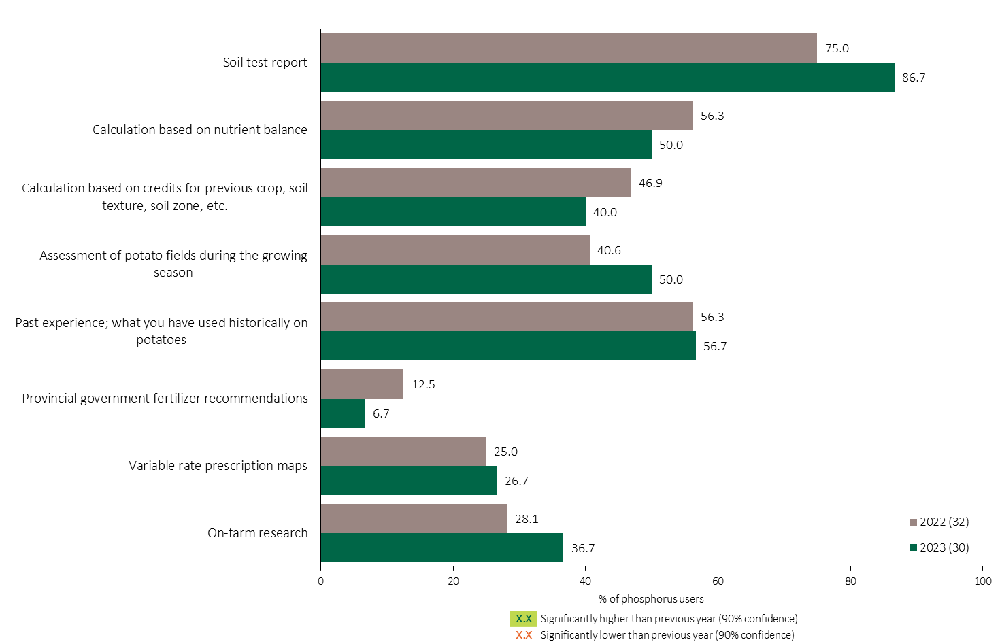 Soil test report
75.0
86.7
Calculation based on nutrient balance
56.3
50.0
Calculation based on credits for previous crop, soil
texture, soil zone, etc.
46.9
40.0
Assessment of potato fields during the growing
season
40.6
50.0
Past experience; what you have used historically on
potatoes
56.3
56.7
Provincial government fertilizer recommendations
12.5
6.7
Variable rate prescription maps
25.0
26.7
On-farm research
28.1
36.7
2022 (32)
2023 (30)
0 20 40 60 80 100
% of phosphorus users
X.X Significantly higher than previous year (90% confidence)
X.X Significantly lower than previous year (90% confidence)